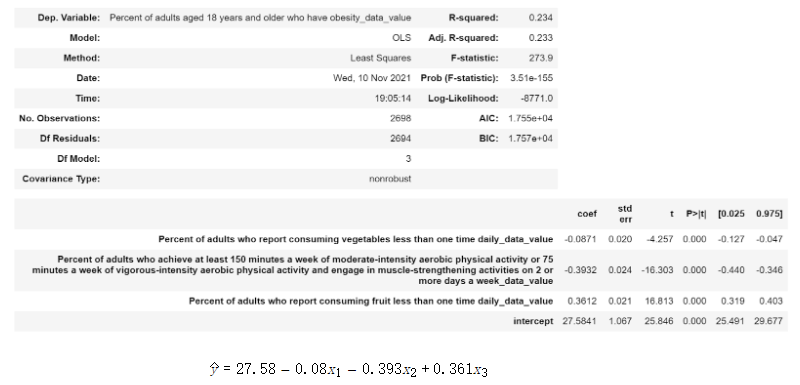 Dep. Variable: Percent of adults aged 18 years and older who have obesity_data_value R-squared: 0.234
Model: OLS Adj. R-squared: 0.233
Method: Least Squares F-statistic: 273.9
Date: Wed, 10 Nov 2021 Prob (F-statistic): 3.51e-155
Time: 19:05:14 Log-Likelihood: -8771.0
No. Observations: 2698 AIC: 1.755e+04
Df Residuals: 2694 BIC: 1.757e+04
Df Model: 3
Covariance Type: nonrobust
coef std err t P>|t| [0.025 0.975]
Percent of adults who report consuming vegetables less than one time daily_data_value -0.0871 0.020 -4.257 0.000 -0.127 -0.047
Percent of adults who achieve at least 150 minutes a week of moderate-intensity aerobic physical activity or 75
minutes a week of vigorous-intensity aerobic physical activity and engage in muscle-strengthening activities on 2 or -0.3932 0.024 -16.303 0.000 -0.440 -0.346
more days a week_data_value
Percent of adults who report consuming fruit less than one time daily_data_value 0.3612 0.021 16.813 0.000 0.319 0.403
intercept 27.5841 1.067 25.846 0.000 25.491 29.677
ŷ = 27.58 − 0.08x₁ − 0.393x₂ + 0.361x₃